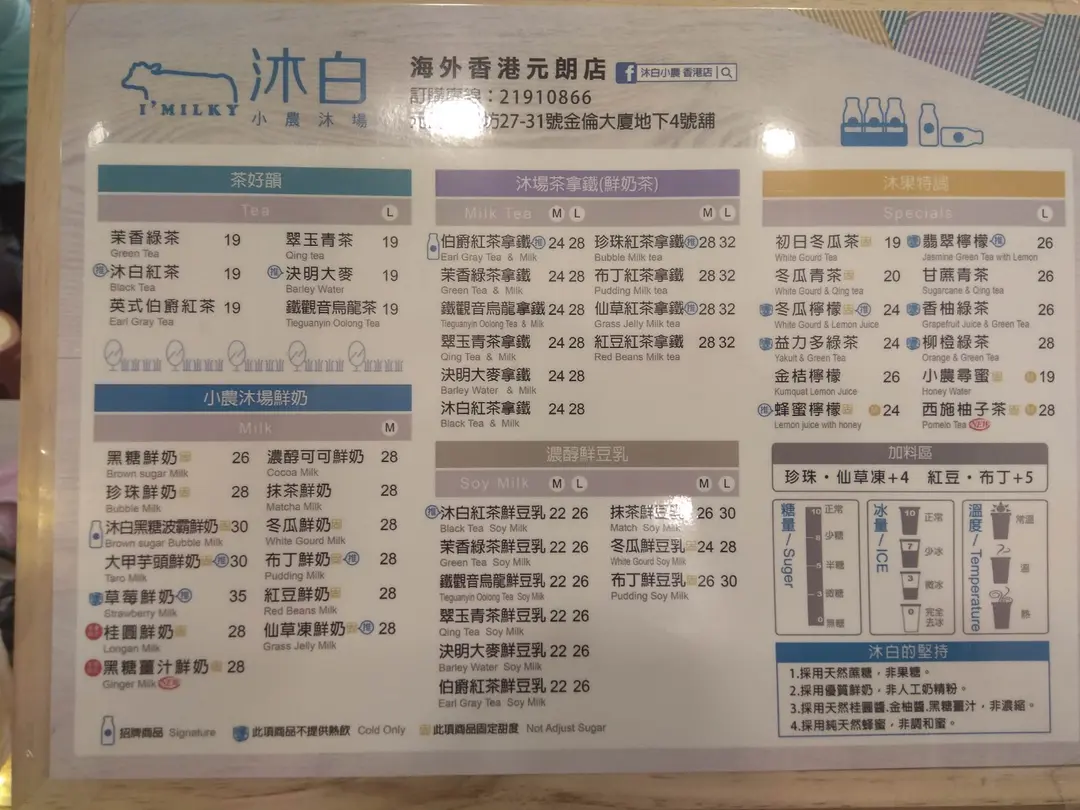 I'MILKY
沐白
小農沐場
海外香港元朗店
f 沐白小農 香港店
訂購專線：21910866
坊27-31號金倫大廈地下4號舖
茶好韻
Tea L
茉香綠茶 19
Green Tea
推 沐白紅茶 19
Black Tea
英式伯爵紅茶 19
Earl Gray Tea
翠玉青茶 19
Qing tea
推 決明大麥 19
Barley Water
鐵觀音烏龍茶 19
Tieguanyin Oolong Tea
小農沐場鮮奶
Milk M
黑糖鮮奶 26
Brown sugar Milk
珍珠鮮奶 28
Bubble Milk
沐白黑糖波霸鮮奶 30
Brown sugar Bubble Milk
大甲芋頭鮮奶 推 30
Taro Milk
草莓鮮奶 推 35
Strawberry Milk
桂圓鮮奶 28
Longan Milk
黑糖薑汁鮮奶 28
Ginger Milk NEW
濃醇可可鮮奶 28
Cocoa Milk
抹茶鮮奶 28
Matcha Milk
冬瓜鮮奶 28
White Gourd Milk
布丁鮮奶 推 28
Pudding Milk
紅豆鮮奶 28
Red Beans Milk
仙草凍鮮奶 推 28
Grass Jelly Milk
沐場茶拿鐵(鮮奶茶)
Milk Tea M L M L
伯爵紅茶拿鐵 推 24 28
Earl Gray Tea & Milk
茉香綠茶拿鐵 24 28
Green Tea & Milk
鐵觀音烏龍拿鐵 24 28
Tieguanyin Oolong Tea & Milk
翠玉青茶拿鐵 24 28
Qing Tea & Milk
決明大麥拿鐵 24 28
Barley Water & Milk
沐白紅茶拿鐵 24 28
Black Tea & Milk
珍珠紅茶拿鐵 推 28 32
Bubble Milk tea
布丁紅茶拿鐵 28 32
Pudding Milk tea
仙草紅茶拿鐵 推 28 32
Grass Jelly Milk tea
紅豆紅茶拿鐵 28 32
Red Beans Milk tea
濃醇鮮豆乳
Soy Milk M L M L
推 沐白紅茶鮮豆乳 22 26
Black Tea Soy Milk
茉香綠茶鮮豆乳 22 26
Green Tea Soy Milk
鐵觀音烏龍茶鮮豆乳 22 26
Tieguanyin Oolong Tea Soy Milk
翠玉青茶鮮豆乳 22 26
Qing Tea Soy Milk
決明大麥鮮豆乳 22 26
Barley Water Soy Milk
伯爵紅茶鮮豆乳 22 26
Earl Gray Tea Soy Milk
抹茶鮮豆乳 26 30
Match Soy Milk
冬瓜鮮豆乳 24 28
White Gourd Soy Milk
布丁鮮豆乳 26 30
Pudding Soy Milk
沐果特調
Specials L
初日冬瓜茶 19
White Gourd Tea
冬瓜青茶 20
White Gourd & Qing tea
冬瓜檸檬 推 24
White Gourd & Lemon Juice
益力多綠茶 24
Yakult & Green Tea
金桔檸檬 26
Kumquat Lemon Juice
推 蜂蜜檸檬 24
Lemon juice with honey
翡翠檸檬 推 26
Jasmine Green Tea with Lemon
甘蔗青茶 26
Sugarcane & Qing tea
香柚綠茶 26
Grapefruit Juice & Green Tea
柳橙綠茶 28
Orange & Green Tea
小農尋蜜 19
Honey Water
西施柚子茶 28
Pomelo Tea NEW
加料區
珍珠・仙草凍+4 紅豆・布丁+5
糖量/Suger
10 正常
少糖
5 半糖
3 微糖
0 無糖
冰量/ICE
10 正常
7 少冰
3 微冰
0 完全去冰
溫度/Temperature
常溫
溫
熱
沐白的堅持
1.採用天然蔗糖，非果糖。
2.採用優質鮮奶，非人工奶精粉。
3.採用天然桂圓醬.金柚醬.黑糖薑汁，非濃縮。
4.採用純天然蜂蜜，非調和蜜。
招牌商品 Signature 此項商品不提供熱飲 Cold Only 此項商品固定甜度 Not Adjust Sugar